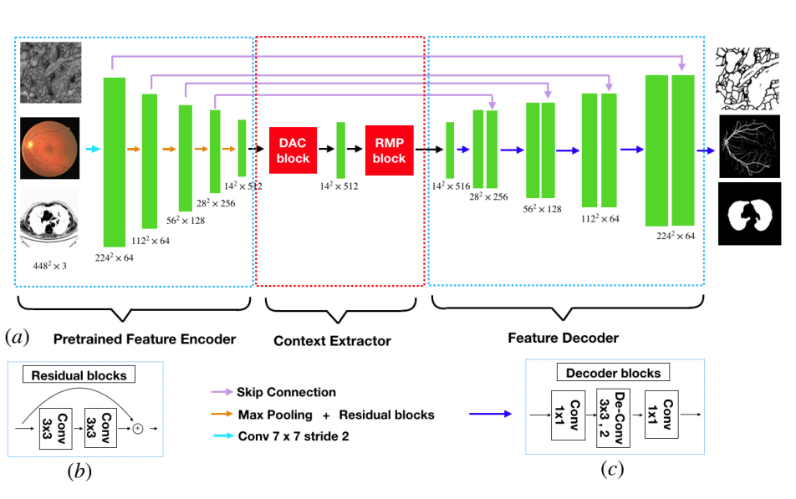 DAC
block
RMP
block
14² × 512
14² × 512
14² × 516
28² × 256
28² × 256
56² × 128
56² × 128
112² × 64
112² × 64
224² × 64
224² × 64
448² × 3
(a)
Pretrained Feature Encoder
Context Extractor
Feature Decoder
Residual blocks
Conv
3x3
Conv
3x3
+
(b)
Skip Connection
Max Pooling + Residual blocks
Conv 7 x 7 stride 2
Decoder blocks
Conv
1x1
De-Conv
3x3 , 2
Conv
1x1
(c)